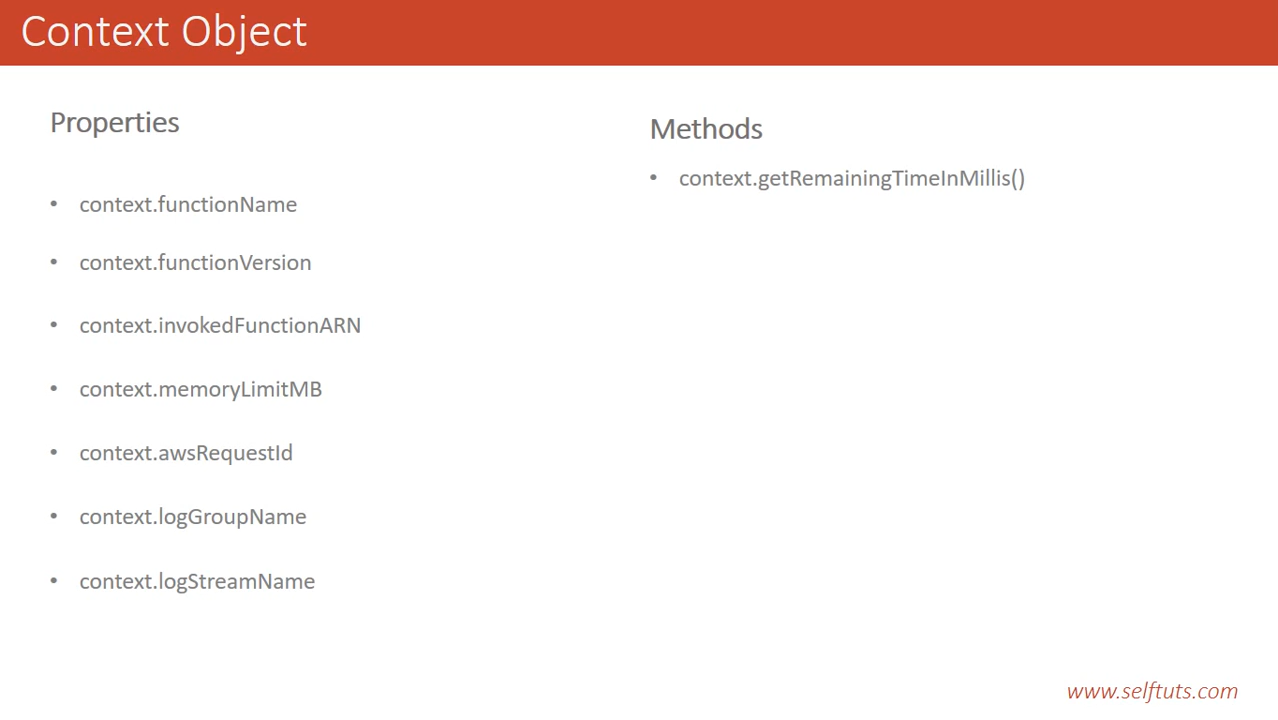 Context Object
Properties
• context.functionName
• context.functionVersion
• context.invokedFunctionARN
• context.memoryLimitMB
• context.awsRequestId
• context.logGroupName
• context.logStreamName
Methods
• context.getRemainingTimeInMillis()
www.selftuts.com